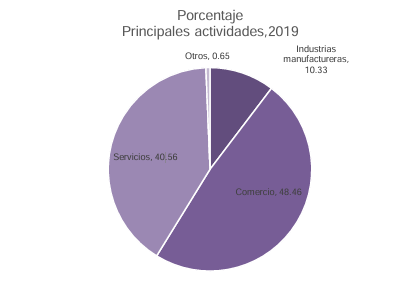 Porcentaje
Principales actividades,2019
Otros, 0.65
Industrias
manufactureras,
10.33
Servicios, 40.56
Comercio, 48.46